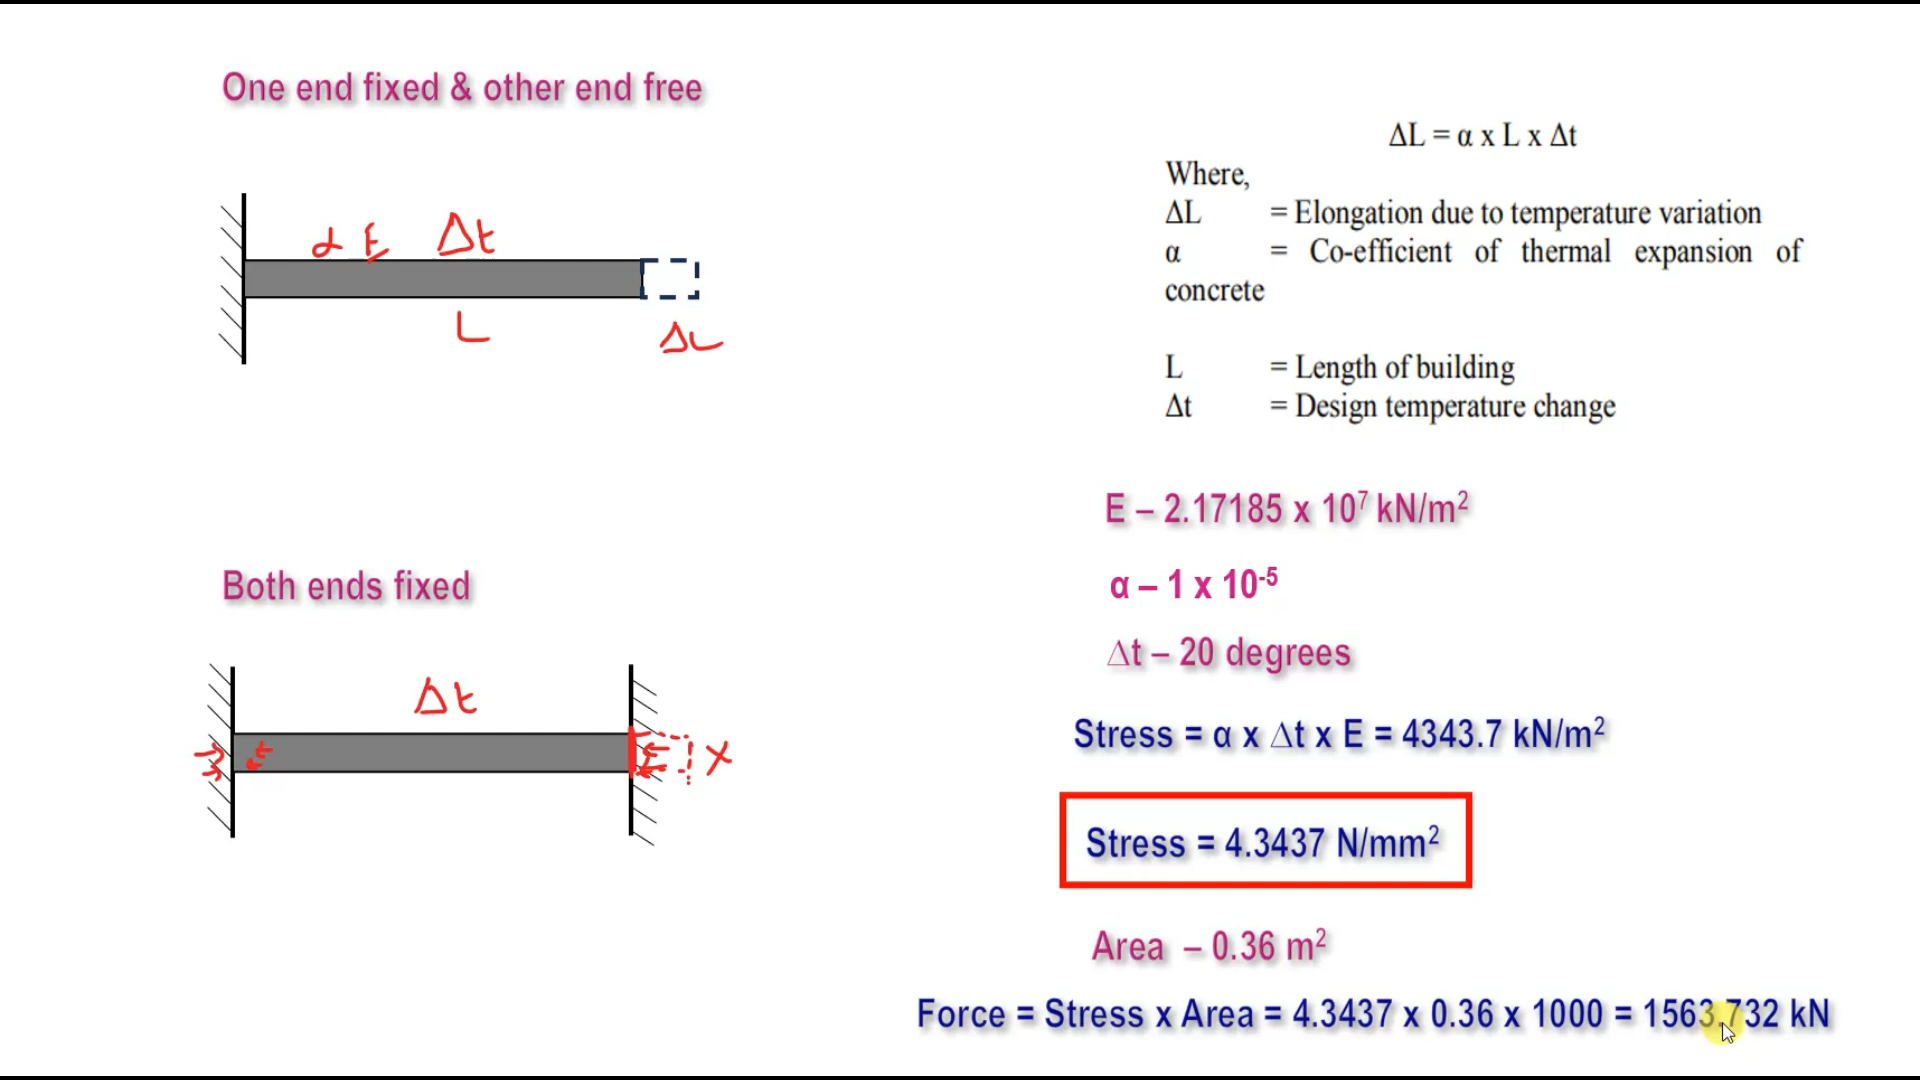 One end fixed & other end free
α E Δt
L
ΔL
Both ends fixed
Δt
X
ΔL = α x L x Δt
Where,
ΔL = Elongation due to temperature variation
α = Co-efficient of thermal expansion of
concrete
L = Length of building
Δt = Design temperature change
E – 2.17185 x 10⁷ kN/m²
α – 1 x 10⁻⁵
Δt – 20 degrees
Stress = α x Δt x E = 4343.7 kN/m²
Stress = 4.3437 N/mm²
Area – 0.36 m²
Force = Stress x Area = 4.3437 x 0.36 x 1000 = 1563.732 kN